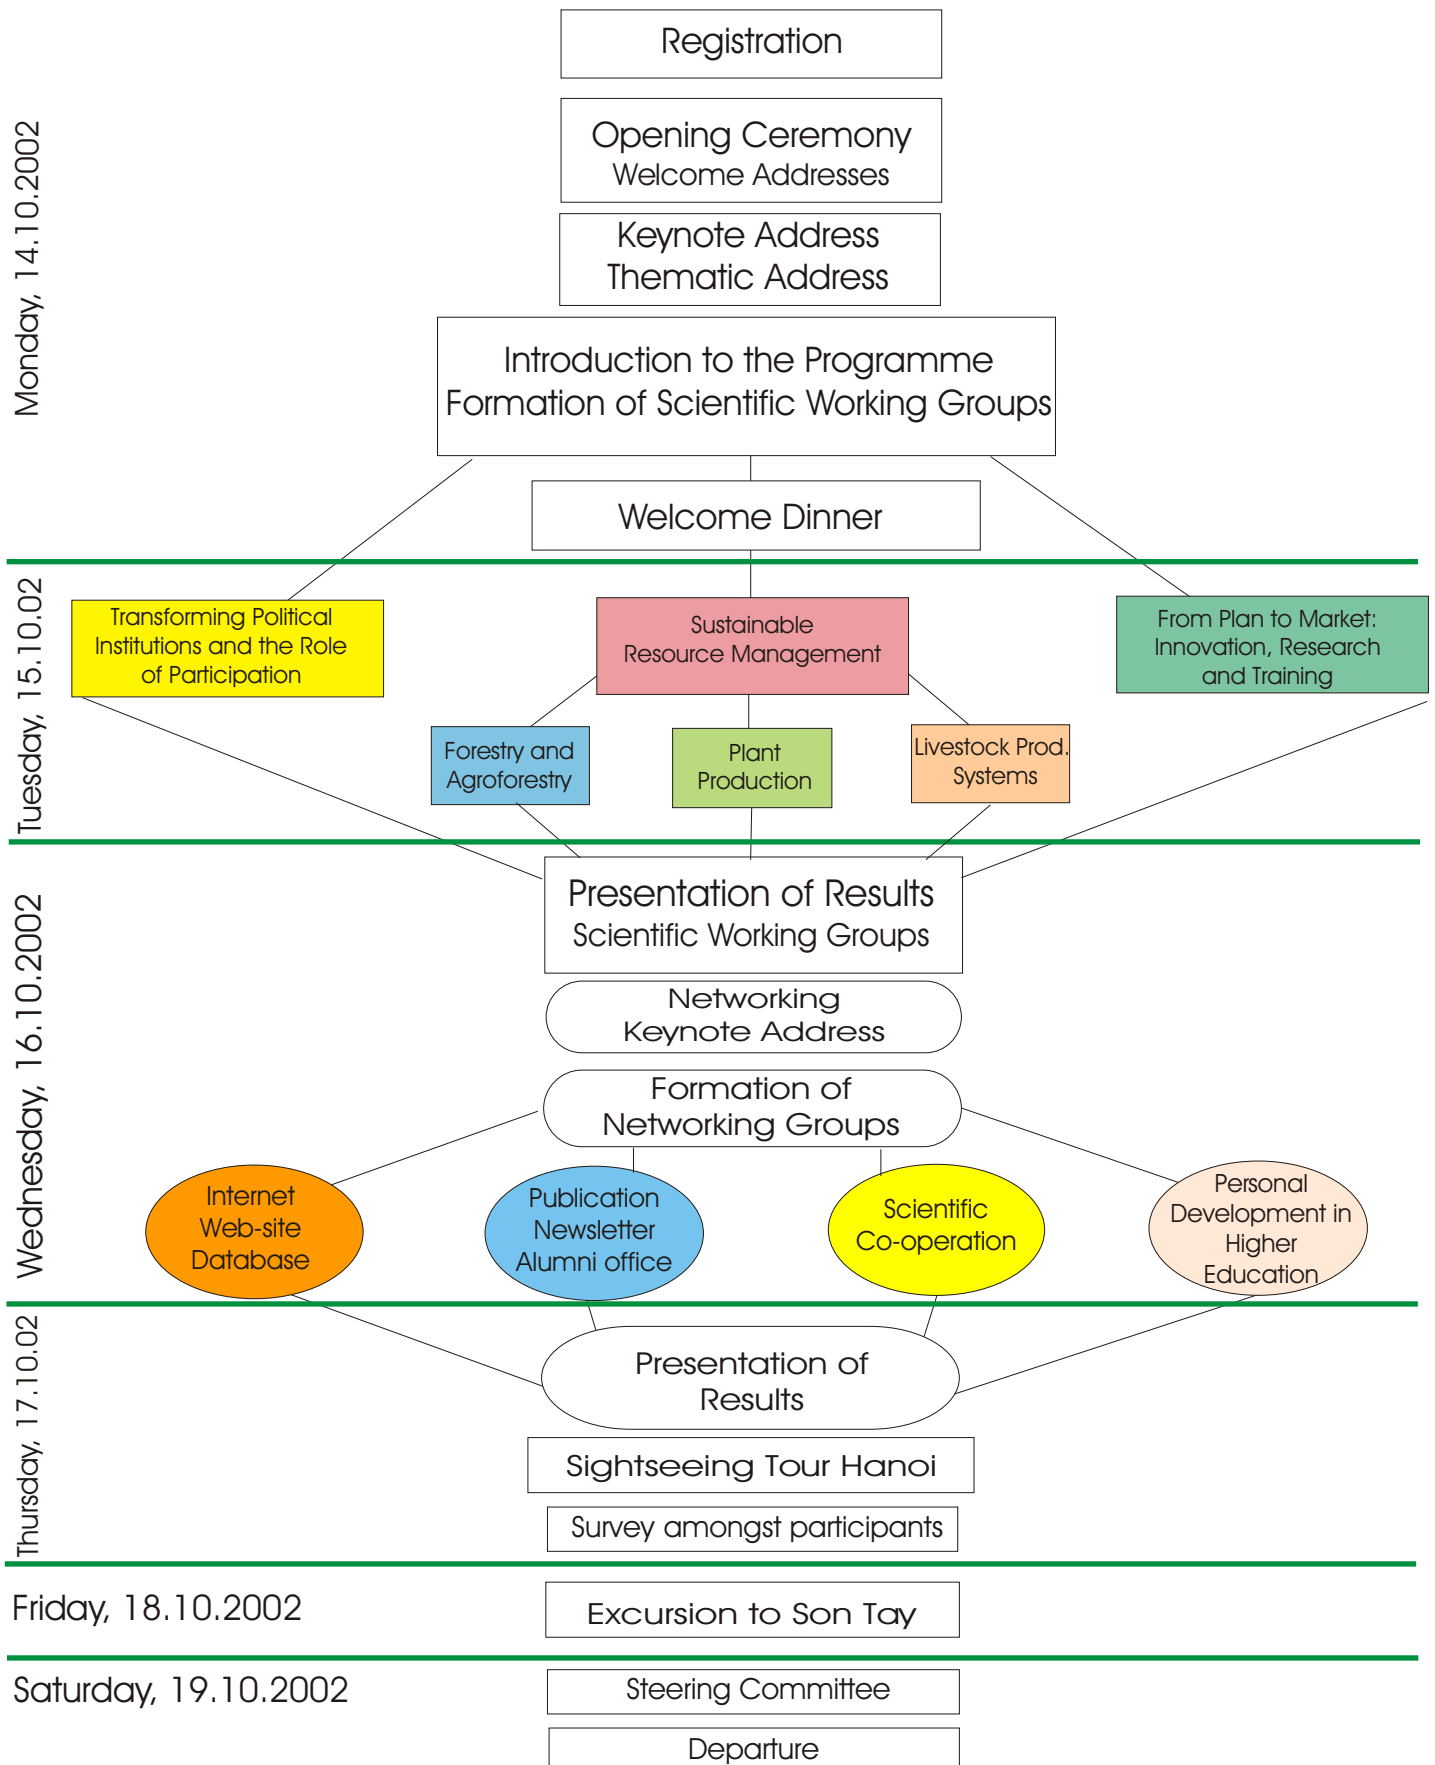 Monday, 14.10.2002
Registration
Opening Ceremony
Welcome Addresses
Keynote Address
Thematic Address
Introduction to the Programme
Formation of Scientific Working Groups
Welcome Dinner
Tuesday, 15.10.02
Transforming Political
Institutions and the Role
of Participation
Sustainable
Resource Management
From Plan to Market:
Innovation, Research
and Training
Forestry and
Agroforestry
Plant
Production
Livestock Prod.
Systems
Wednesday, 16.10.2002
Presentation of Results
Scientific Working Groups
Networking
Keynote Address
Formation of
Networking Groups
Internet
Web-site
Database
Publication
Newsletter
Alumni office
Scientific
Co-operation
Personal
Development in
Higher
Education
Thursday, 17.10.02
Presentation of
Results
Sightseeing Tour Hanoi
Survey amongst participants
Friday, 18.10.2002
Excursion to Son Tay
Saturday, 19.10.2002
Steering Committee
Departure